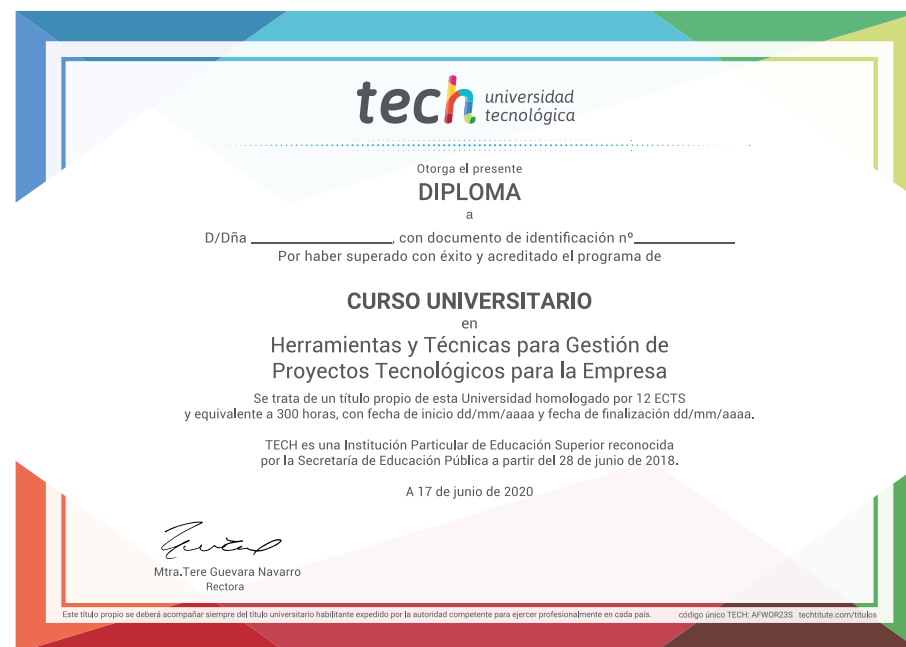 tech universidad
tecnológica
Otorga el presente
DIPLOMA
a
D/Dña ____________________, con documento de identificación nº______________
Por haber superado con éxito y acreditado el programa de
CURSO UNIVERSITARIO
en
Herramientas y Técnicas para Gestión de
Proyectos Tecnológicos para la Empresa
Se trata de un título propio de esta Universidad homologado por 12 ECTS
y equivalente a 300 horas, con fecha de inicio dd/mm/aaaa y fecha de finalización dd/mm/aaaa.
TECH es una Institución Particular de Educación Superior reconocida
por la Secretaría de Educación Pública a partir del 28 de junio de 2018.
A 17 de junio de 2020
Mtra.Tere Guevara Navarro
Rectora
Este título propio se deberá acompañar siempre del título universitario habilitante expedido por la autoridad competente para ejercer profesionalmente en cada país. código único TECH: AFWOR23S techtitute.com/titulos